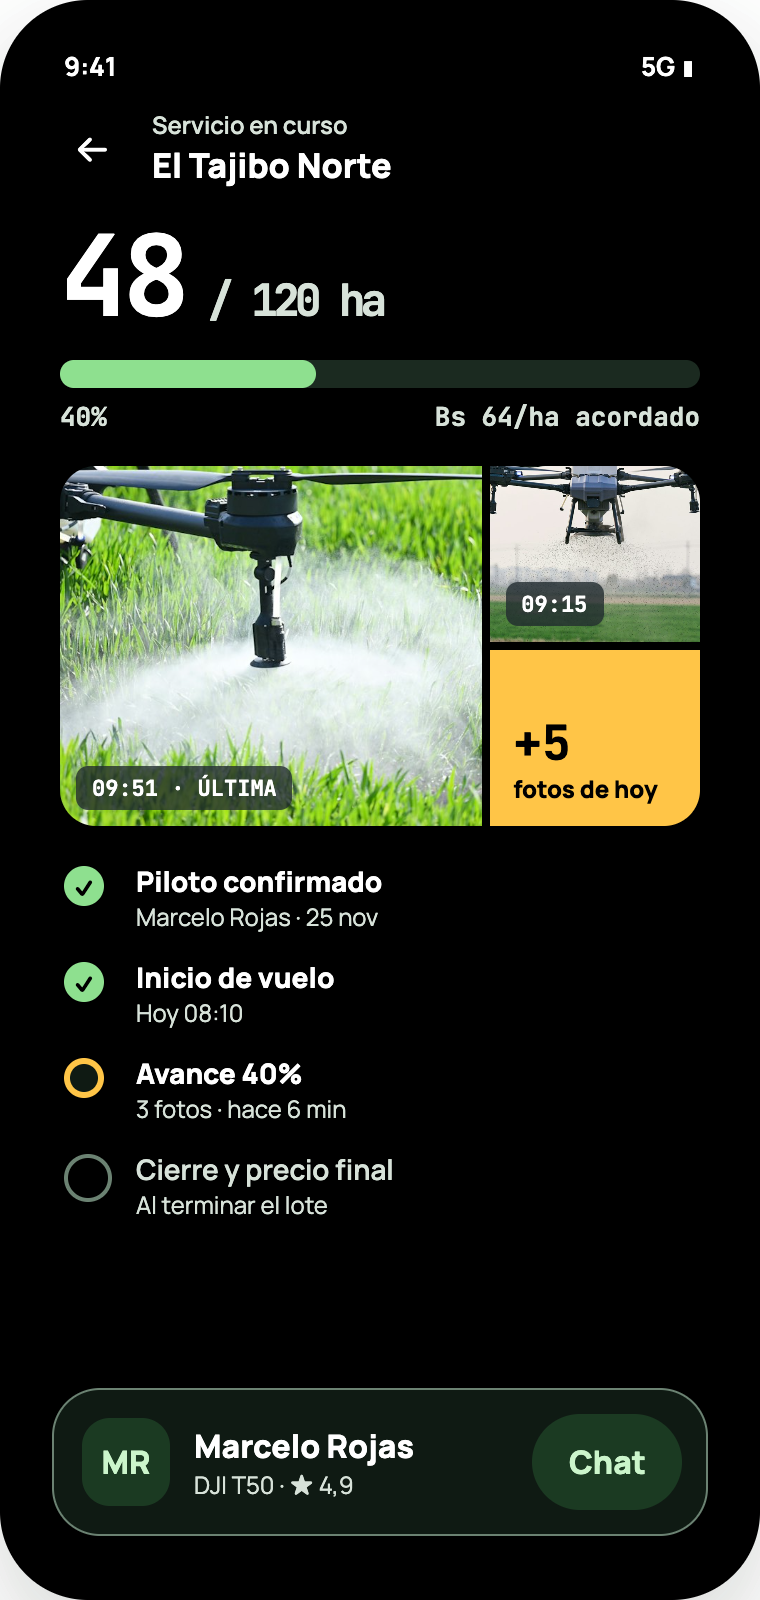 9:41
5G
Servicio en curso
El Tajibo Norte
48 / 120 ha
40%
Bs 64/ha acordado
09:15
+5
fotos de hoy
09:51 · ÚLTIMA
Piloto confirmado
Marcelo Rojas · 25 nov
Inicio de vuelo
Hoy 08:10
Avance 40%
3 fotos · hace 6 min
Cierre y precio final
Al terminar el lote
MR
Marcelo Rojas
DJI T50 · ★ 4,9
Chat